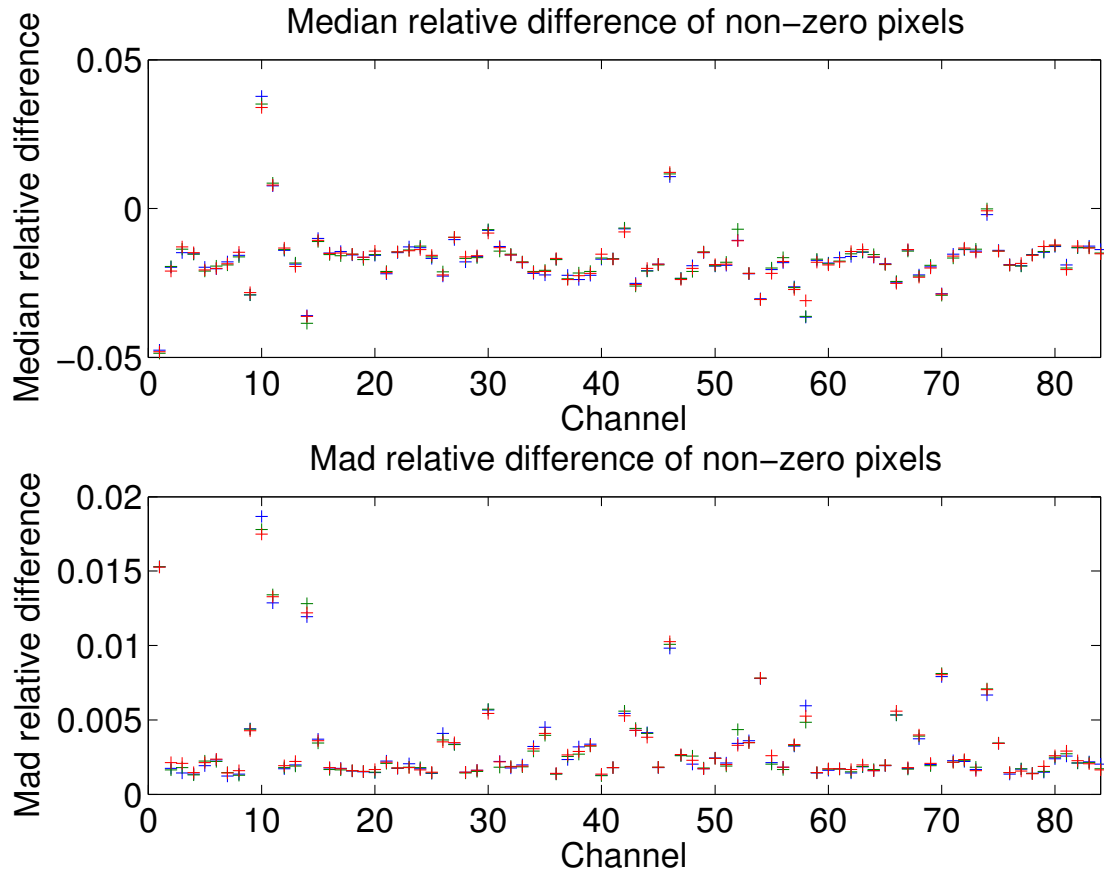 Median relative difference of non−zero pixels
Median relative difference
0.05
0
−0.05
0 10 20 30 40 50 60 70 80
Channel
Mad relative difference of non−zero pixels
Mad relative difference
0.02
0.015
0.01
0.005
0
0 10 20 30 40 50 60 70 80
Channel